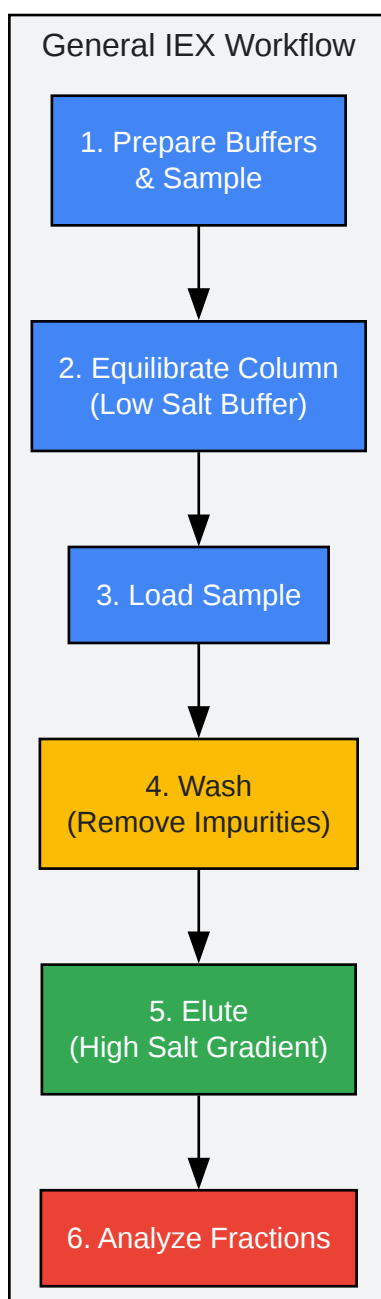 General IEX Workflow
1. Prepare Buffers
& Sample
2. Equilibrate Column
(Low Salt Buffer)
3. Load Sample
4. Wash
(Remove Impurities)
5. Elute
(High Salt Gradient)
6. Analyze Fractions